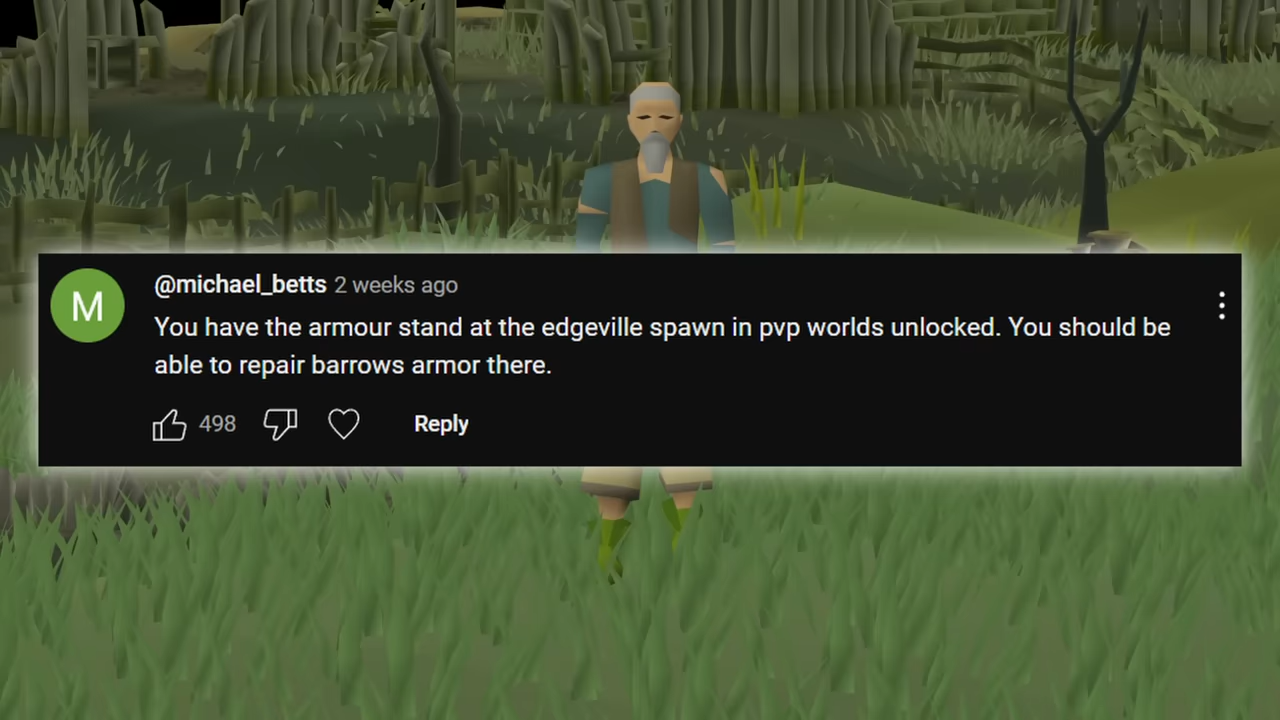 M
@michael_betts 2 weeks ago
You have the armour stand at the edgeville spawn in pvp worlds unlocked. You should be
able to repair barrows armor there.
498
Reply